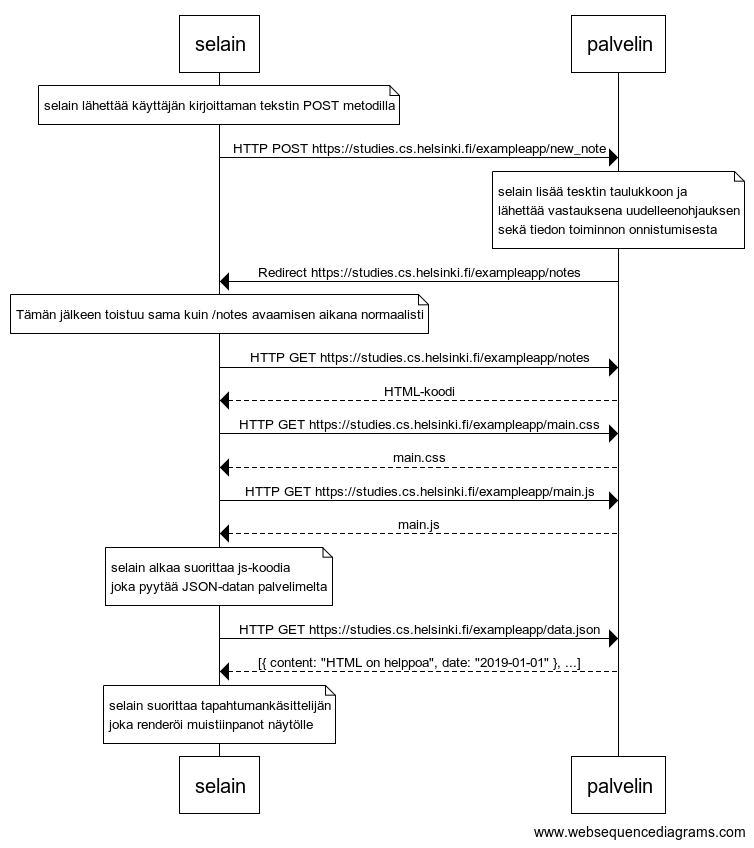 selain
palvelin
selain lähettää käyttäjän kirjoittaman tekstin POST metodilla
HTTP POST https://studies.cs.helsinki.fi/exampleapp/new_note
selain lisää tesktin taulukkoon ja
lähettää vastauksena uudelleenohjauksen
sekä tiedon toiminnon onnistumisesta
Redirect https://studies.cs.helsinki.fi/exampleapp/notes
Tämän jälkeen toistuu sama kuin /notes avaamisen aikana normaalisti
HTTP GET https://studies.cs.helsinki.fi/exampleapp/notes
HTML-koodi
HTTP GET https://studies.cs.helsinki.fi/exampleapp/main.css
main.css
HTTP GET https://studies.cs.helsinki.fi/exampleapp/main.js
main.js
selain alkaa suorittaa js-koodia
joka pyytää JSON-datan palvelimelta
HTTP GET https://studies.cs.helsinki.fi/exampleapp/data.json
[{ content: "HTML on helppoa", date: "2019-01-01" }, ...]
selain suorittaa tapahtumankäsittelijän
joka renderöi muistiinpanot näytölle
selain
palvelin
www.websequencediagrams.com